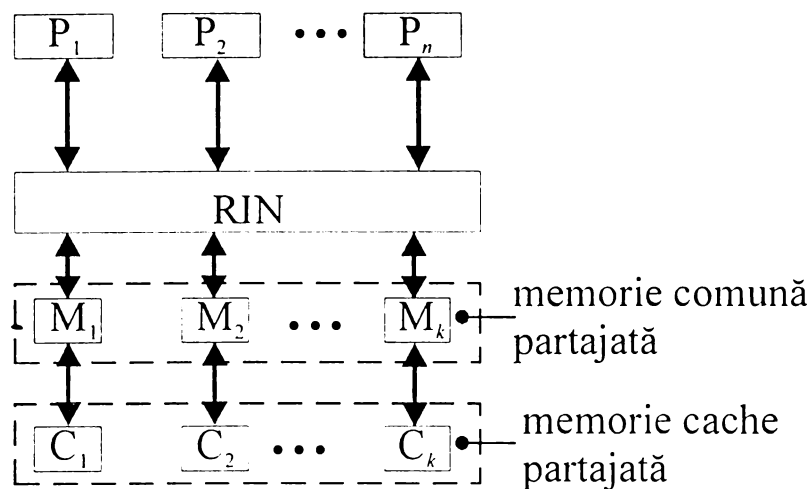 P₁ P₂ ••• Pₙ
RIN
M₁ M₂ ••• Mₖ
memorie comună
partajată
C₁ C₂ ••• Cₖ
memorie cache
partajată